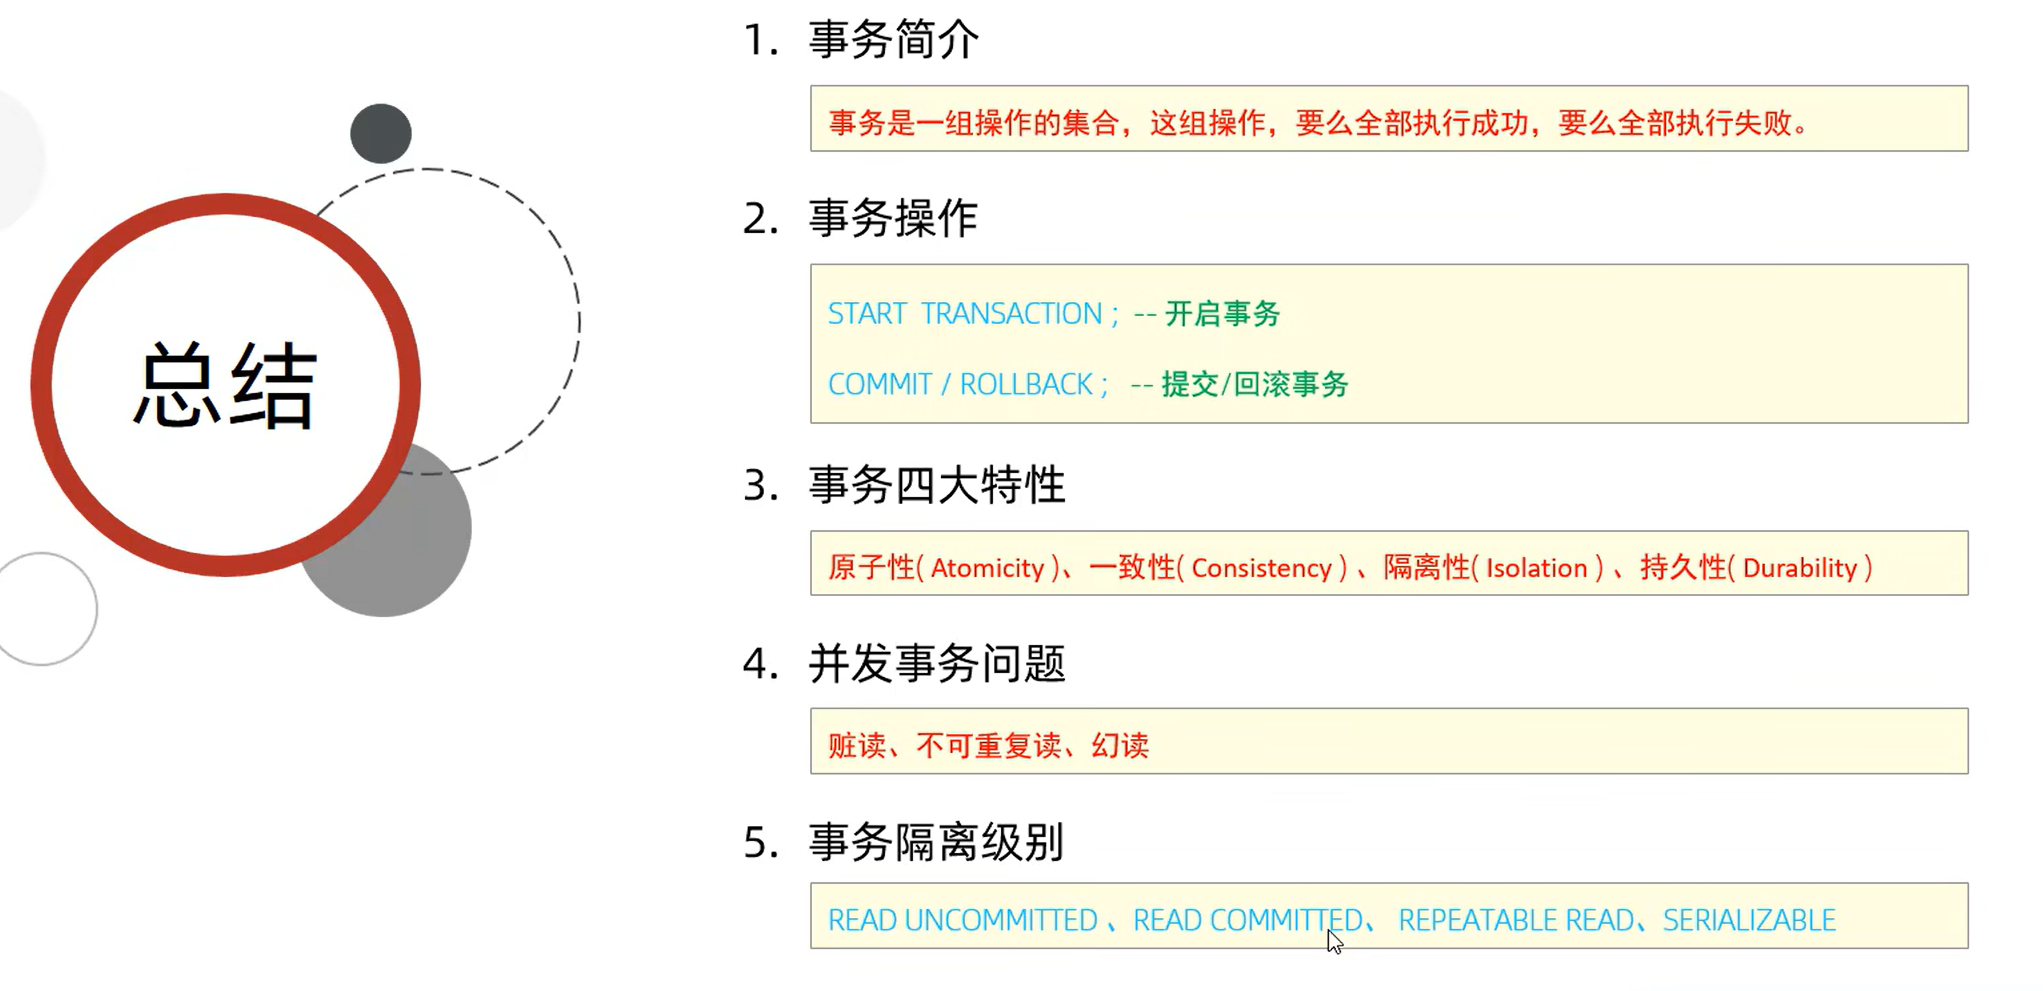 总结
1. 事务简介
事务是一组操作的集合，这组操作，要么全部执行成功，要么全部执行失败。
2. 事务操作
START TRANSACTION ; -- 开启事务
COMMIT / ROLLBACK ; -- 提交/回滚事务
3. 事务四大特性
原子性( Atomicity )、一致性( Consistency ) 、隔离性( Isolation ) 、持久性( Durability )
4. 并发事务问题
脏读、不可重复读、幻读
5. 事务隔离级别
READ UNCOMMITTED 、READ COMMITTED、 REPEATABLE READ、SERIALIZABLE